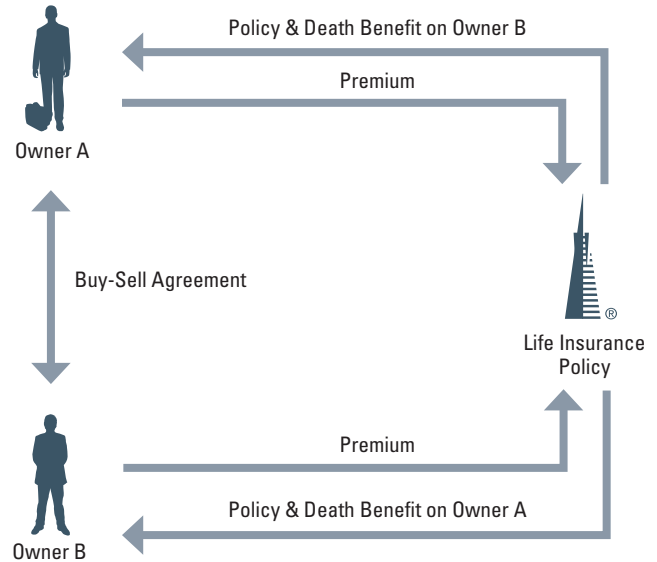 Policy & Death Benefit on Owner B
Premium
Owner A
Buy-Sell Agreement
®
Life Insurance
Policy
Premium
Policy & Death Benefit on Owner A
Owner B